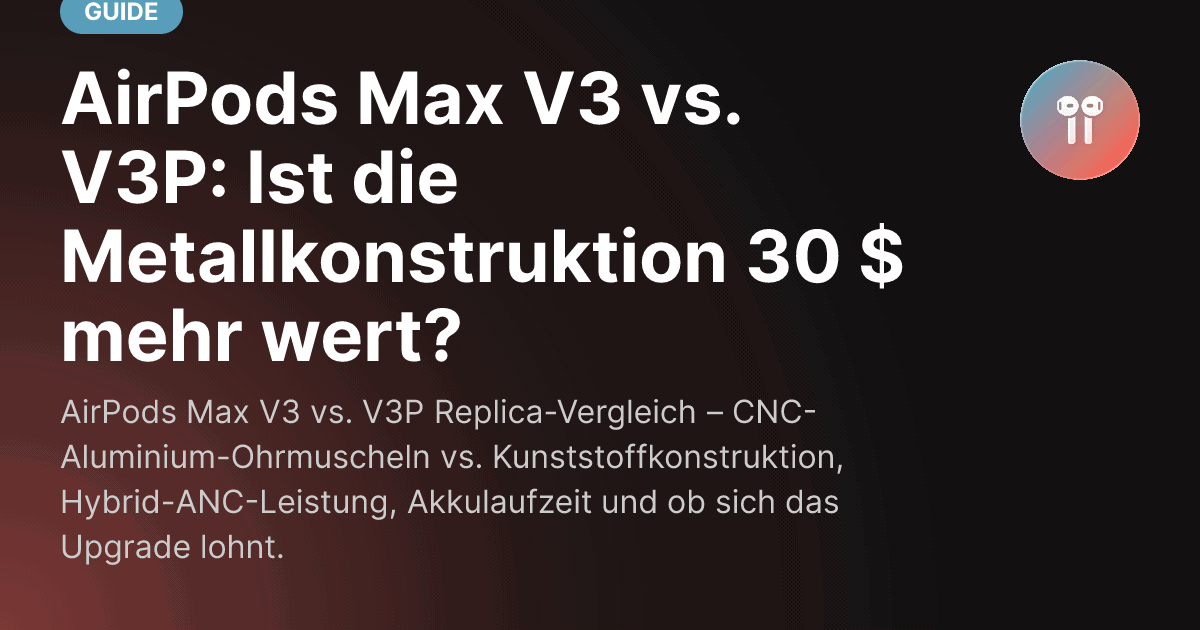 GUIDE
AirPods Max V3 vs.
V3P: Ist die
Metallkonstruktion 30 $
mehr wert?
AirPods Max V3 vs. V3P Replica-Vergleich – CNC-
Aluminium-Ohrmuscheln vs. Kunststoffkonstruktion,
Hybrid-ANC-Leistung, Akkulaufzeit und ob sich das
Upgrade lohnt.